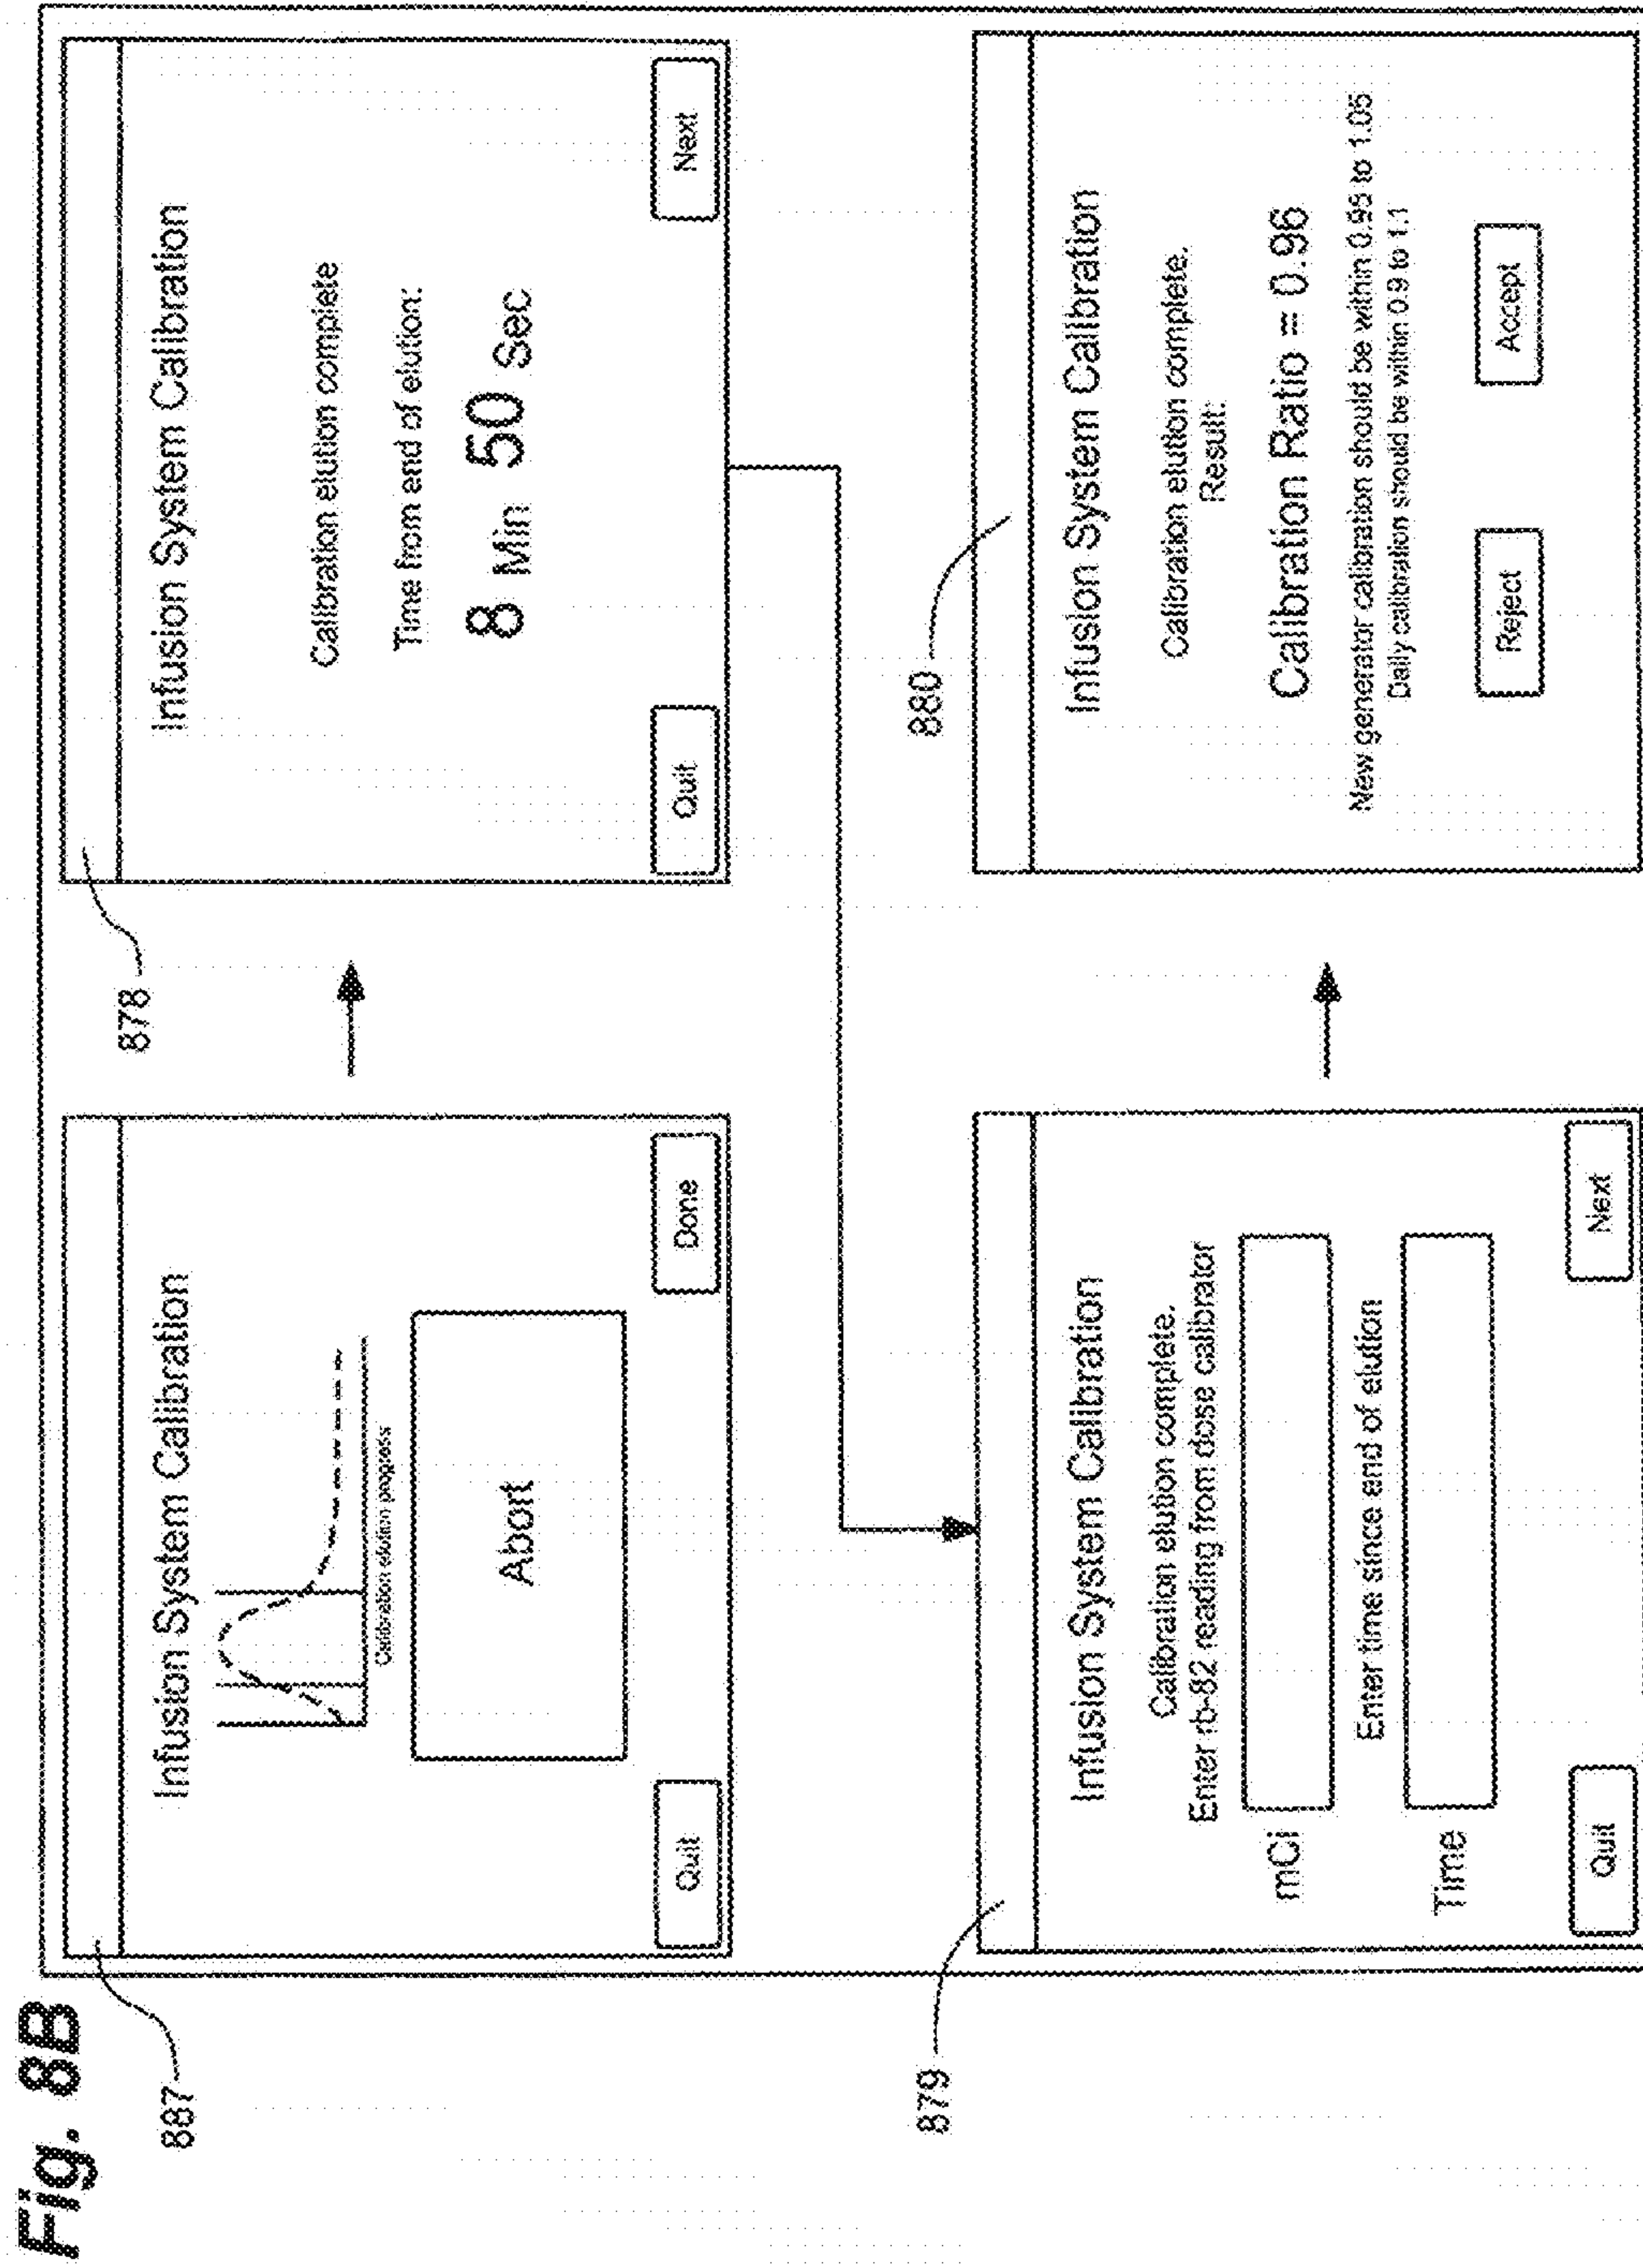 Fig. 8B
887
Infusion System Calibration
Calibration elution progress
Abort
Quit
Done
878
Infusion System Calibration
Calibration elution complete
Time from end of elution:
8 Min 50 Sec
Quit
Next
879
Infusion System Calibration
Calibration elution complete.
Enter rb-82 reading from dose calibrator
mCi
Enter time since end of elution
Time
Quit
Next
880
Infusion System Calibration
Calibration elution complete.
Result:
Calibration Ratio = 0.96
New generator calibration should be within 0.95 to 1.05
Daily calibration should be within 0.9 to 1.1
Reject
Accept